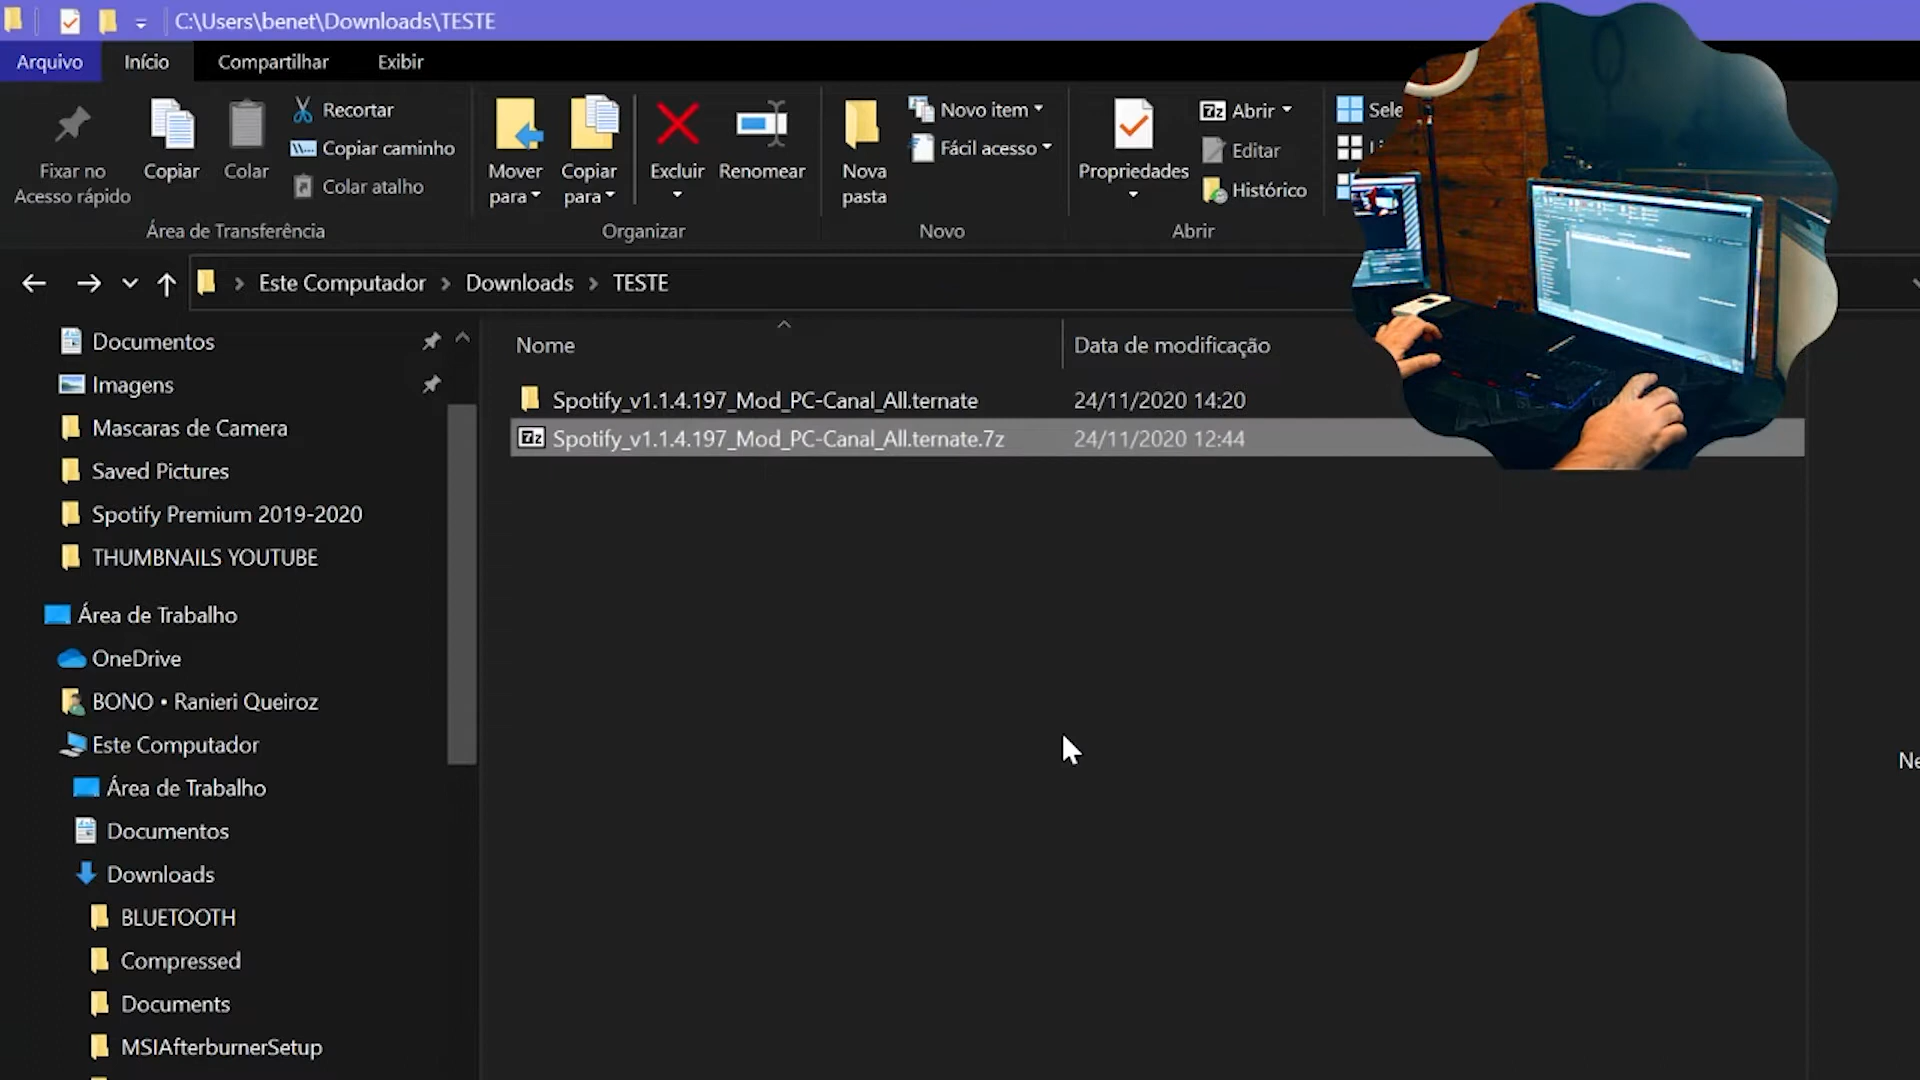 C:\Users\benet\Downloads\TESTE
Arquivo
Início
Compartilhar
Exibir
Fixar no
Acesso rápido
Copiar
Colar
Recortar
Copiar caminho
Colar atalho
Área de Transferência
Mover
para
Copiar
para
Excluir
Renomear
Organizar
Nova
pasta
Novo item
Fácil acesso
Novo
Propriedades
Abrir
Editar
Histórico
Abrir
Sele
Este Computador
Downloads
TESTE
Documentos
Imagens
Mascaras de Camera
Saved Pictures
Spotify Premium 2019-2020
THUMBNAILS YOUTUBE
Área de Trabalho
OneDrive
BONO • Ranieri Queiroz
Este Computador
Área de Trabalho
Documentos
Downloads
BLUETOOTH
Compressed
Documents
MSIAfterburnerSetup
Nome
Data de modificação
Spotify_v1.1.4.197_Mod_PC-Canal_All.ternate
24/11/2020 14:20
7z
Spotify_v1.1.4.197_Mod_PC-Canal_All.ternate.7z
24/11/2020 12:44
Ne